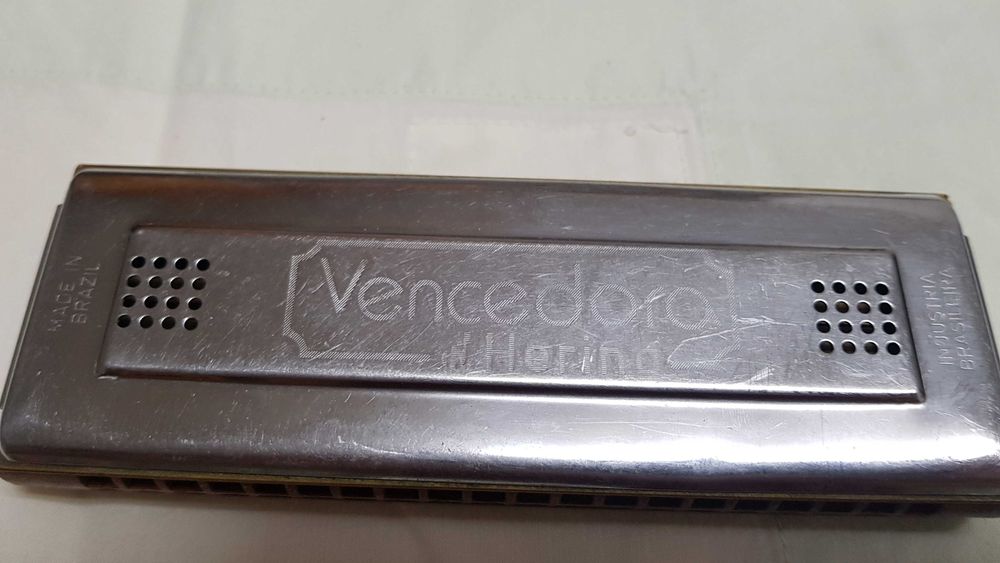 MADE IN
BRAZIL
Vencedora
Hering
INDUSTRIA
BRASILEIRA